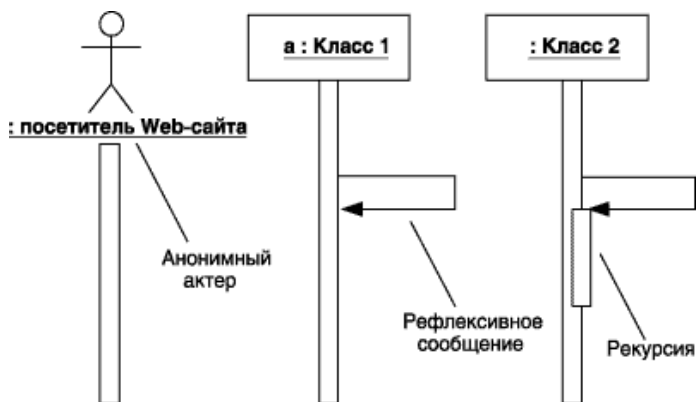 а : Класс 1
: Класс 2
: посетитель Web-сайта
Анонимный
актер
Рефлексивное
сообщение
Рекурсия